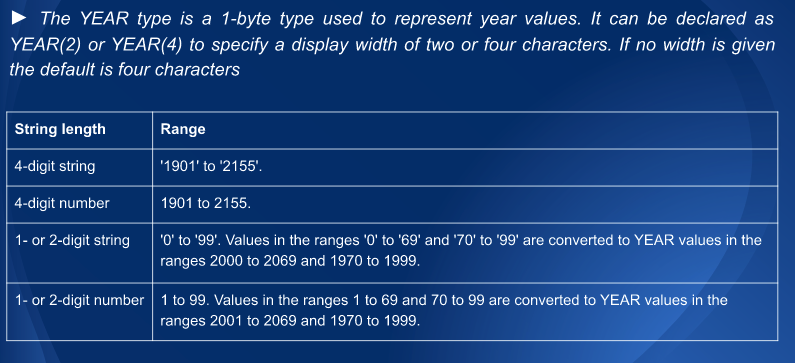 ► The YEAR type is a 1-byte type used to represent year values. It can be declared as
YEAR(2) or YEAR(4) to specify a display width of two or four characters. If no width is given
the default is four characters
String length Range
4-digit string '1901' to '2155'.
4-digit number 1901 to 2155.
1- or 2-digit string '0' to '99'. Values in the ranges '0' to '69' and '70' to '99' are converted to YEAR values in the
ranges 2000 to 2069 and 1970 to 1999.
1- or 2-digit number 1 to 99. Values in the ranges 1 to 69 and 70 to 99 are converted to YEAR values in the
ranges 2001 to 2069 and 1970 to 1999.